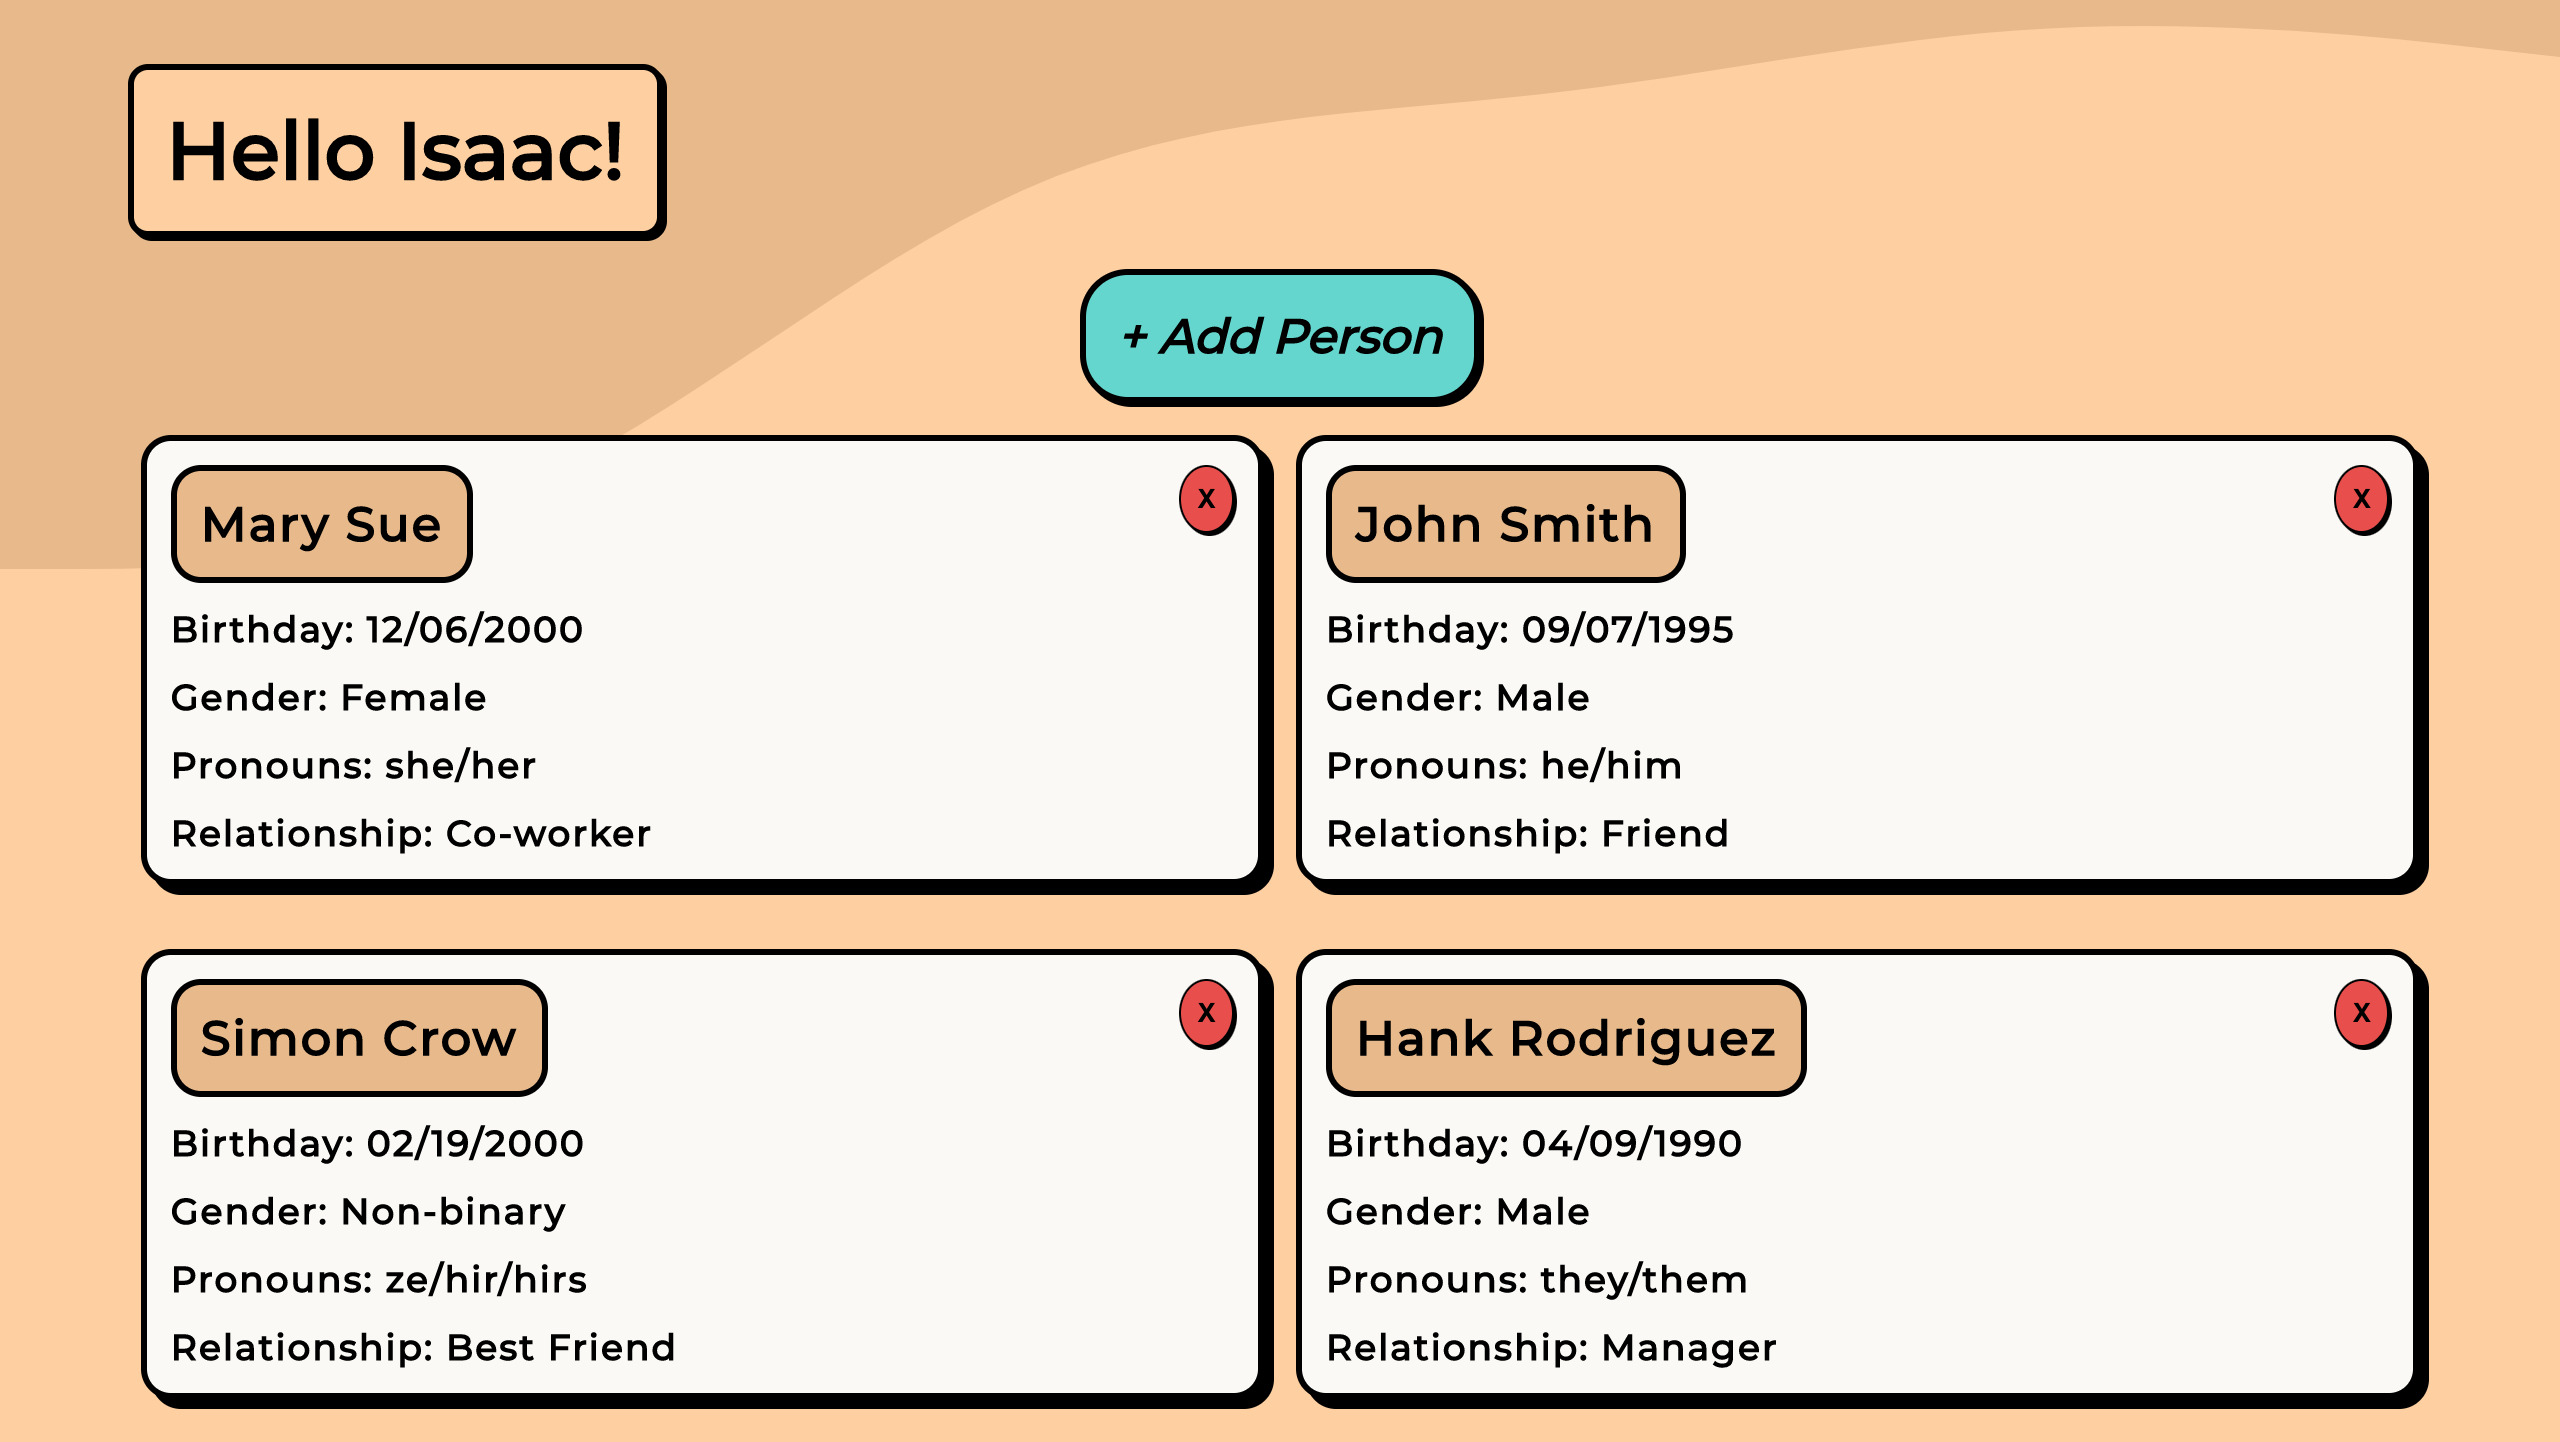 Hello Isaac!
+ Add Person
Mary Sue
X
Birthday: 12/06/2000
Gender: Female
Pronouns: she/her
Relationship: Co-worker
John Smith
X
Birthday: 09/07/1995
Gender: Male
Pronouns: he/him
Relationship: Friend
Simon Crow
X
Birthday: 02/19/2000
Gender: Non-binary
Pronouns: ze/hir/hirs
Relationship: Best Friend
Hank Rodriguez
X
Birthday: 04/09/1990
Gender: Male
Pronouns: they/them
Relationship: Manager